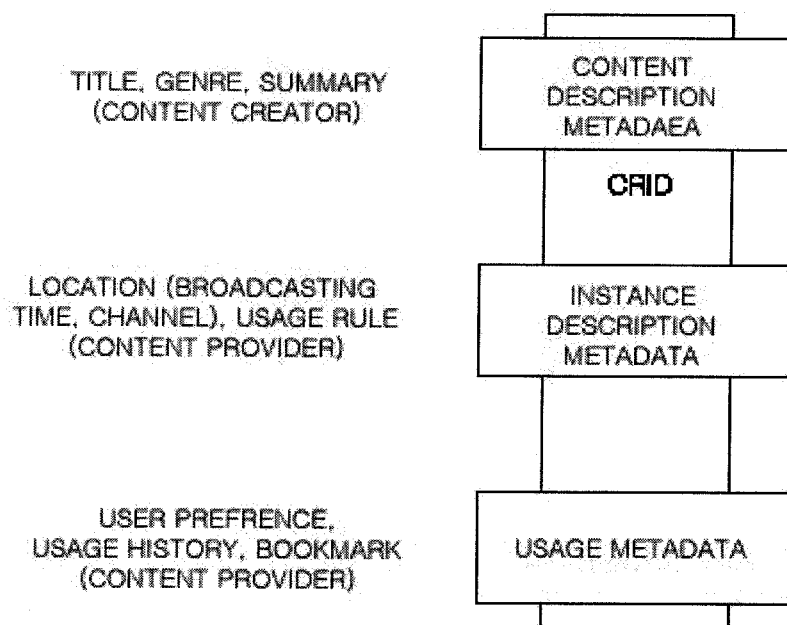 TITLE, GENRE, SUMMARY
(CONTENT CREATOR)
CONTENT
DESCRIPTION
METADAEA
CRID
LOCATION (BROADCASTING
TIME, CHANNEL), USAGE RULE
(CONTENT PROVIDER)
INSTANCE
DESCRIPTION
METADATA
USER PREFRENCE,
USAGE HISTORY, BOOKMARK
(CONTENT PROVIDER)
USAGE METADATA